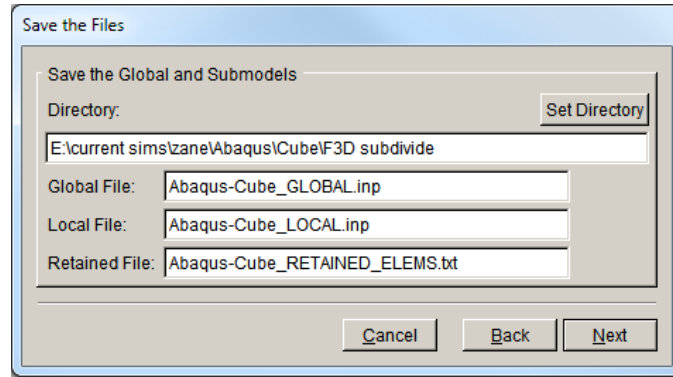 Save the Files
Save the Global and Submodels
Directory:
Set Directory
E:\current sims\zane\Abaqus\Cube\F3D subdivide
Global File: Abaqus-Cube_GLOBAL.inp
Local File: Abaqus-Cube_LOCAL.inp
Retained File: Abaqus-Cube_RETAINED_ELEMS.txt
Cancel Back Next